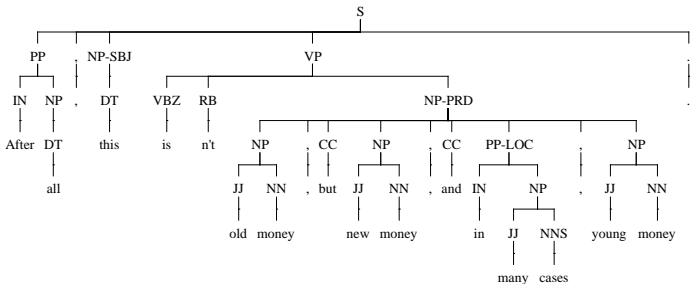 S
PP , NP-SBJ VP .
IN NP , DT VBZ RB NP-PRD .
After DT this is n't NP , CC NP , CC PP-LOC , NP
all JJ NN , but JJ NN , and IN NP , JJ NN
old money new money in JJ NNS young money
many cases